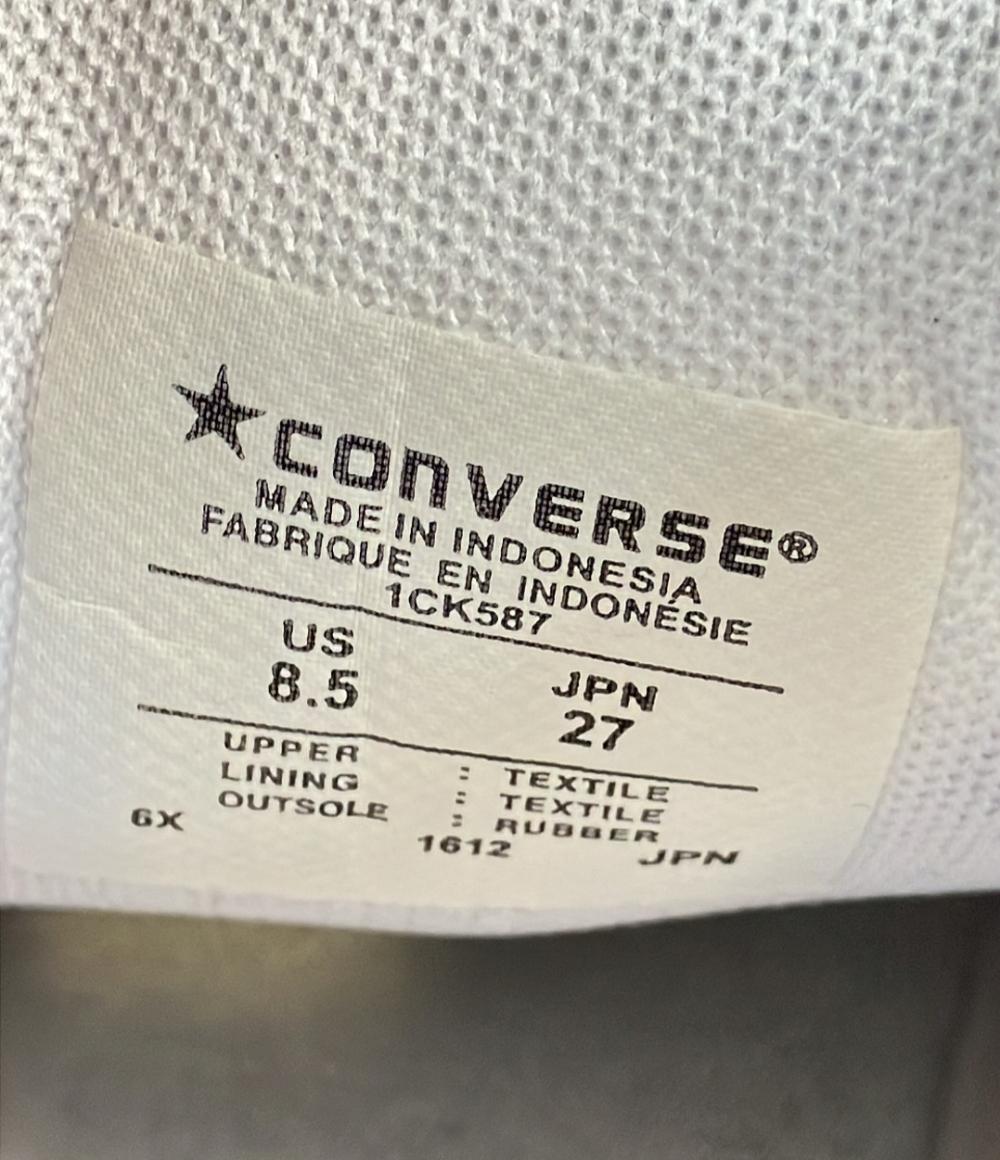 ★CONVERSE®
MADE IN INDONESIA
FABRIQUE EN INDONÉSIE
1CK587
US JPN
8.5 27
UPPER : TEXTILE
LINING : TEXTILE
OUTSOLE : RUBBER
6X 1612 JPN